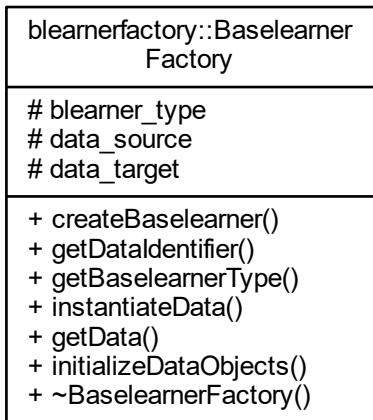 blearnerfactory::Baselearner
Factory
# blearner_type
# data_source
# data_target
+ createBaselearner()
+ getDataIdentifier()
+ getBaselearnerType()
+ instantiateData()
+ getData()
+ initializeDataObjects()
+ ~BaselearnerFactory()